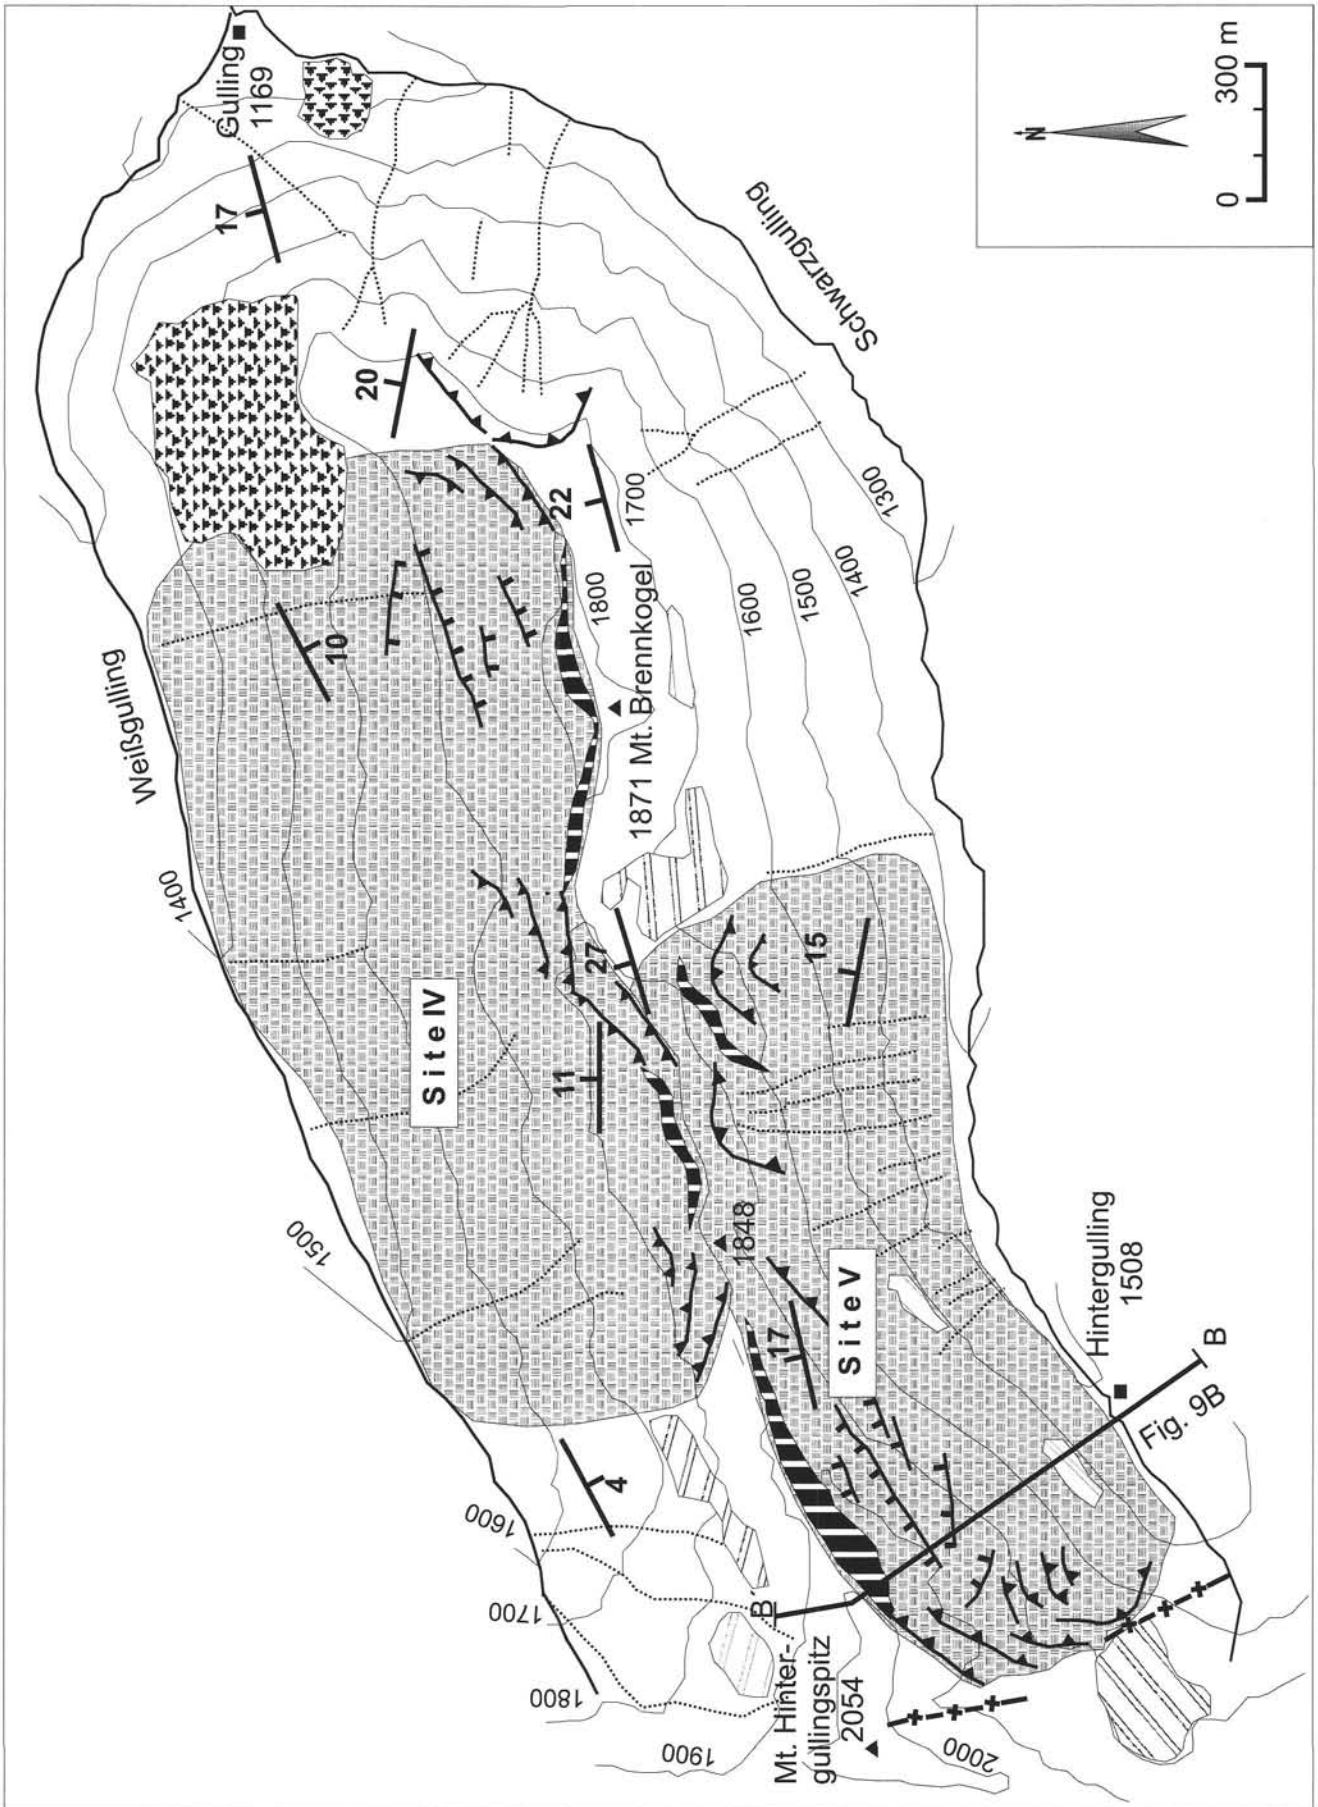 Gulling
1169
17
20
22
1700
10
1800
1871 Mt. Brennkogel
Weißgulling
1400
Schwarzgulling
1300
1400
1500
1600
Site IV
27
15
11
1500
1848
17
Site V
Hintergulling
1508
B
Fig. 9B
4
1600
1700
1800
1900
B
Mt. Hinter-
gullingspitz
2054
2000
N
0
300 m